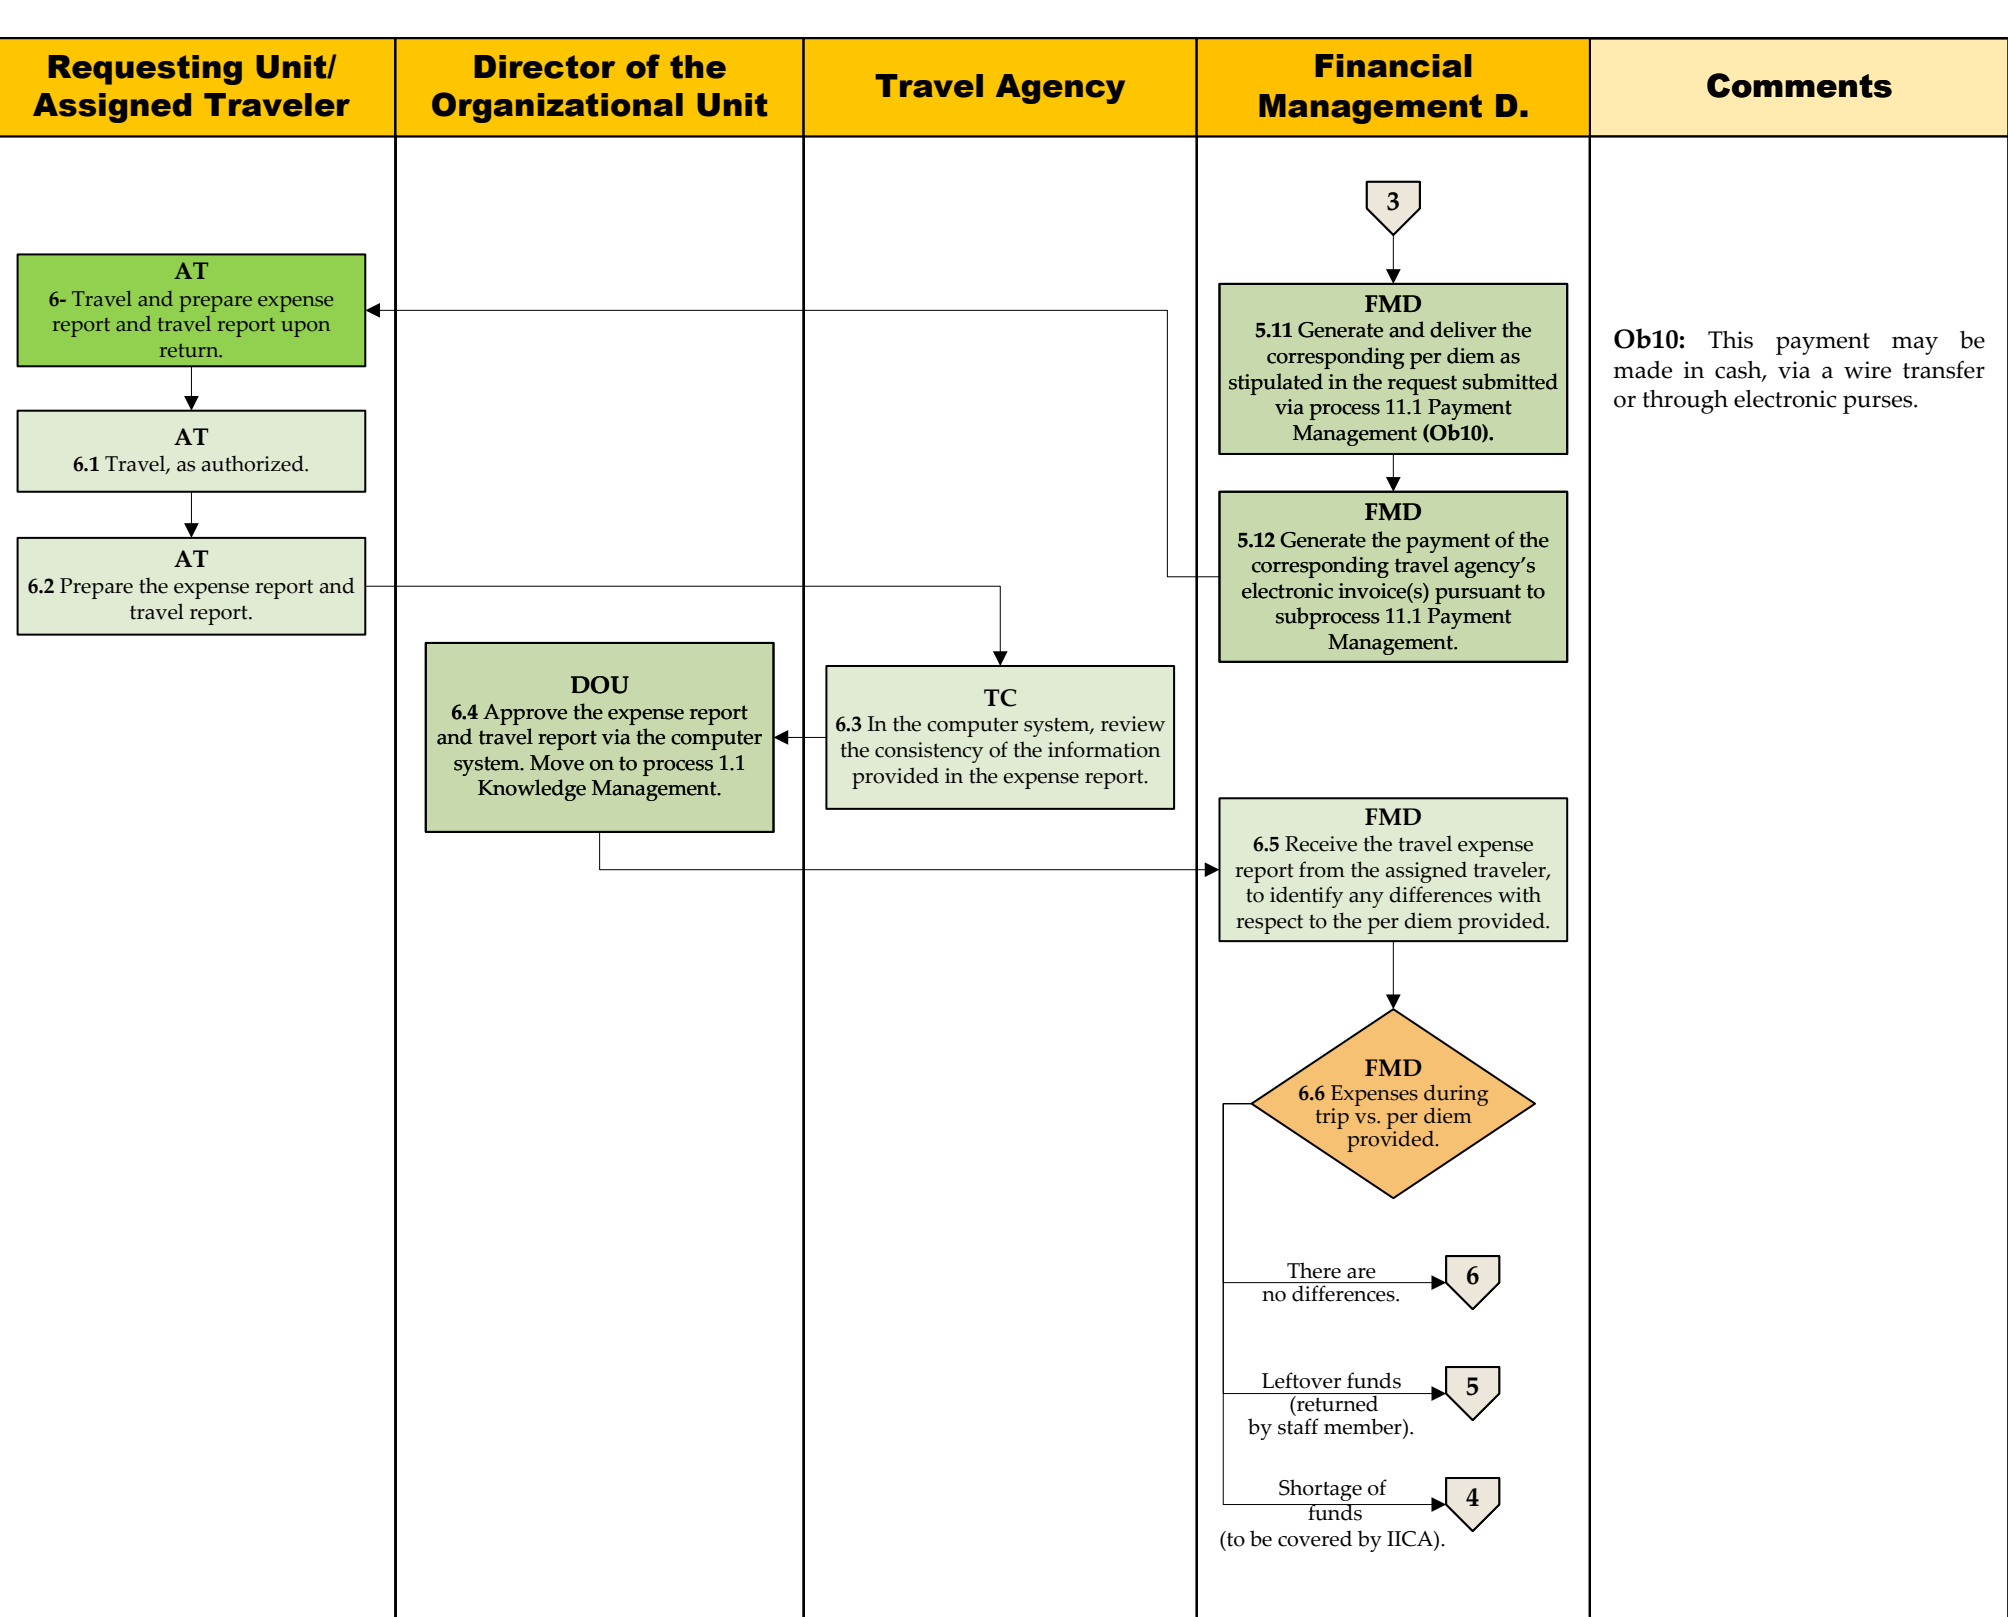 Requesting Unit/
Assigned Traveler
Director of the
Organizational Unit
Travel Agency
Financial
Management D.
Comments
3
AT
6- Travel and prepare expense
report and travel report upon
return.
FMD
5.11 Generate and deliver the
corresponding per diem as
stipulated in the request submitted
via process 11.1 Payment
Management (Ob10).
Ob10: This payment may be
made in cash, via a wire transfer
or through electronic purses.
AT
6.1 Travel, as authorized.
FMD
5.12 Generate the payment of the
corresponding travel agency's
electronic invoice(s) pursuant to
subprocess 11.1 Payment
Management.
AT
6.2 Prepare the expense report and
travel report.
DOU
6.4 Approve the expense report
and travel report via the computer
system. Move on to process 1.1
Knowledge Management.
TC
6.3 In the computer system, review
the consistency of the information
provided in the expense report.
FMD
6.5 Receive the travel expense
report from the assigned traveler,
to identify any differences with
respect to the per diem provided.
FMD
6.6 Expenses during
trip vs. per diem
provided.
There are
no differences.
6
Leftover funds
(returned
by staff member).
5
Shortage of
funds
(to be covered by IICA).
4